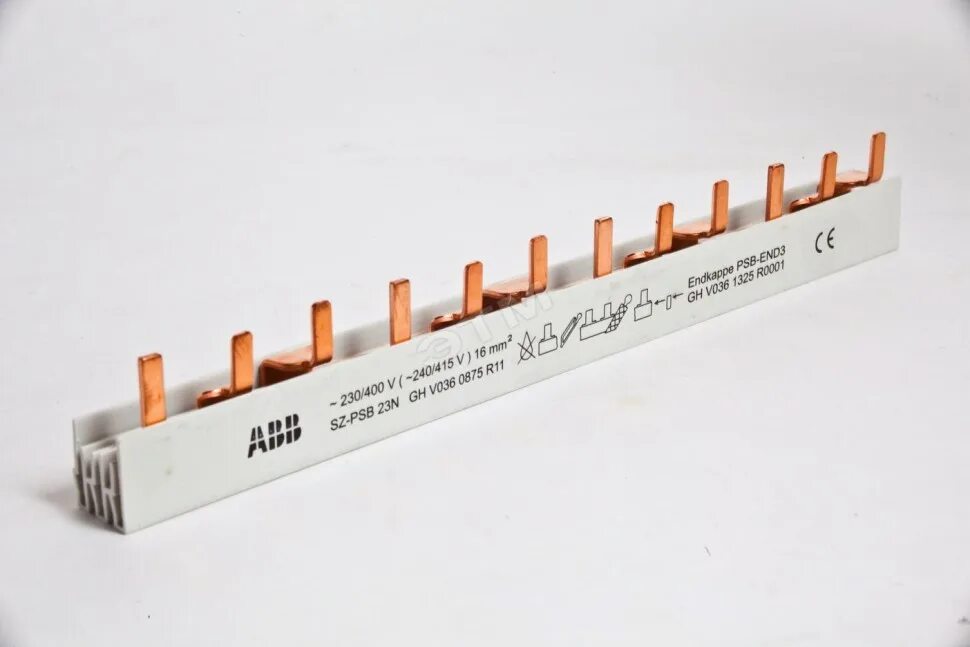 ABB
~ 230/400 V ( ~240/415 V ) 16 mm²
SZ-PSB 23N GH V036 0875 R11
Endkappe PSB-END3
GH V036 1325 R0001
CE
ЭТМ